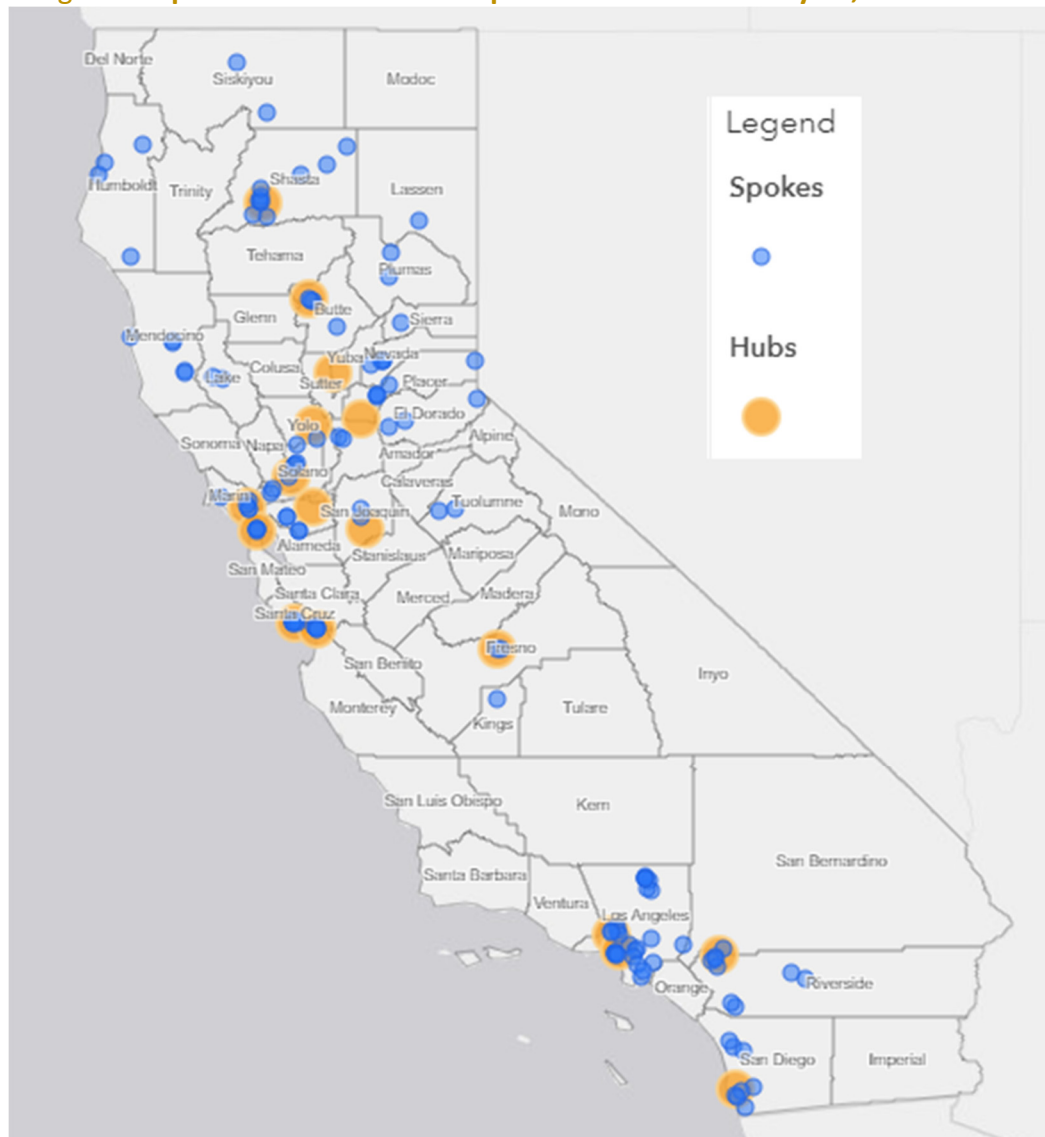 Del Norte
Siskiyou
Modoc
Legend
Spokes
Hubs
Humboldt
Trinity
Shasta
Lassen
Tehama
Plumas
Glenn
Butte
Sierra
Mendocino
Lake
Colusa
Yuba
Nevada
Sutter
Placer
Yolo
El Dorado
Sonoma
Napa
Alpine
Amador
Solano
Calaveras
Marin
San Joaquin
Tuolumne
Mono
Alameda
Stanislaus
Mariposa
San Mateo
Santa Clara
Merced
Madera
Santa Cruz
Fresno
San Benito
Inyo
Monterey
Kings
Tulare
San Luis Obispo
Kern
San Bernardino
Santa Barbara
Ventura
Los Angeles
Orange
Riverside
San Diego
Imperial